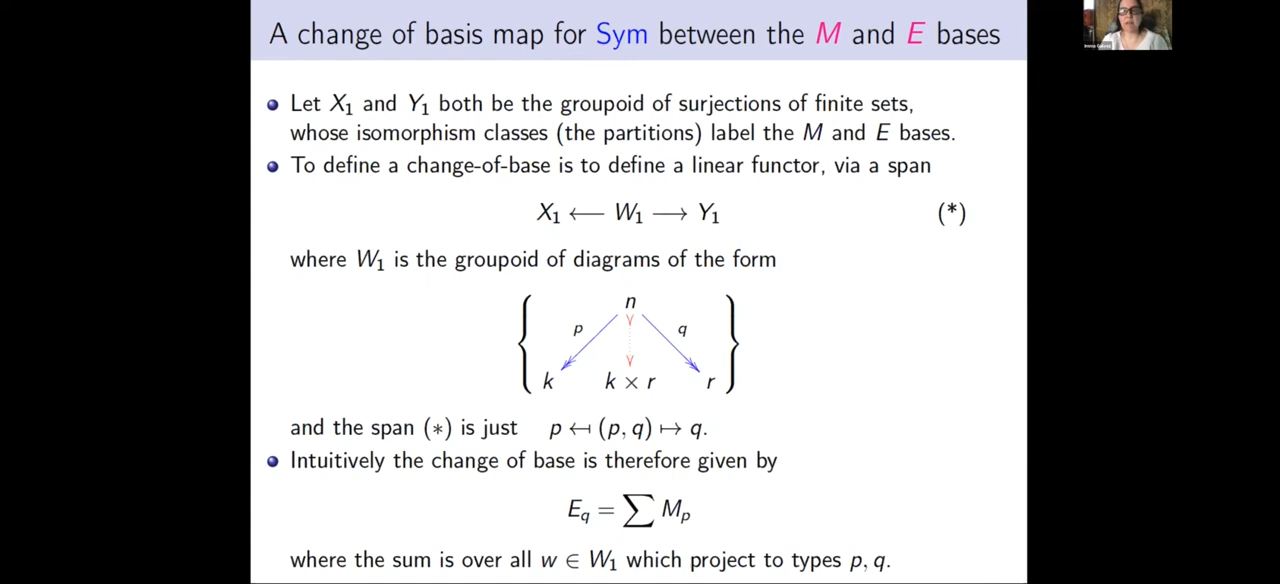 A change of basis map for Sym between the M and E bases
Let X₁ and Y₁ both be the groupoid of surjections of finite sets,
whose isomorphism classes (the partitions) label the M and E bases.
To define a change-of-base is to define a linear functor, via a span
X₁ ⟵ W₁ ⟶ Y₁ (*)
where W₁ is the groupoid of diagrams of the form
n
p q
k k × r r
and the span (∗) is just p ↤ (p, q) ↦ q.
Intuitively the change of base is therefore given by
E_q = ∑ M_p
where the sum is over all w ∈ W₁ which project to types p, q.